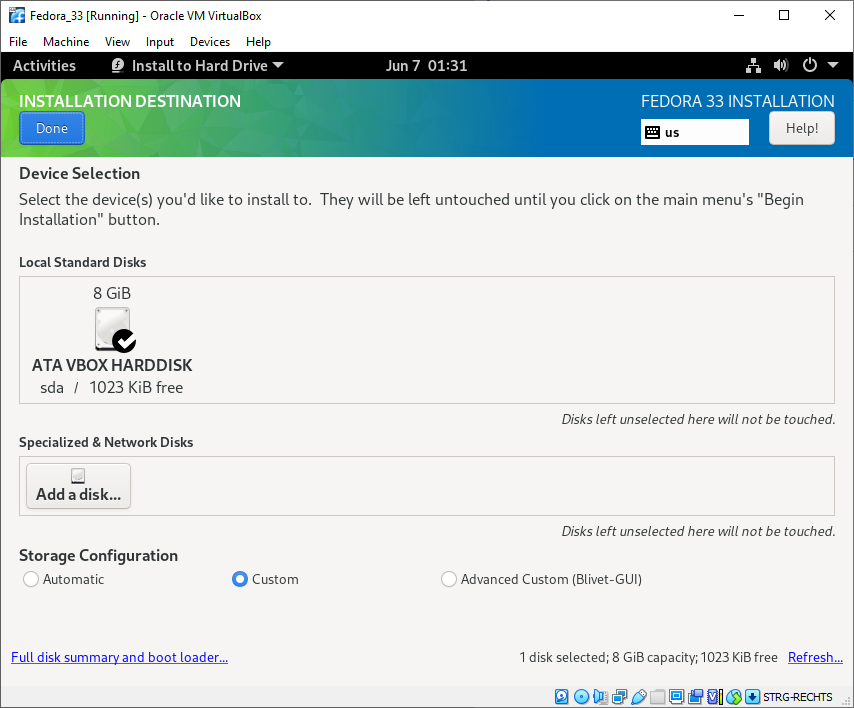 Fedora_33 [Running] - Oracle VM VirtualBox
File Machine View Input Devices Help
Activities Install to Hard Drive Jun 7 01:31
INSTALLATION DESTINATION
FEDORA 33 INSTALLATION
Done
us
Help!
Device Selection
Select the device(s) you'd like to install to. They will be left untouched until you click on the main menu's "Begin
Installation" button.
Local Standard Disks
8 GiB
ATA VBOX HARDDISK
sda / 1023 KiB free
Disks left unselected here will not be touched.
Specialized & Network Disks
Add a disk...
Disks left unselected here will not be touched.
Storage Configuration
Automatic Custom Advanced Custom (Blivet-GUI)
Full disk summary and boot loader... 1 disk selected; 8 GiB capacity; 1023 KiB free Refresh...
STRG-RECHTS